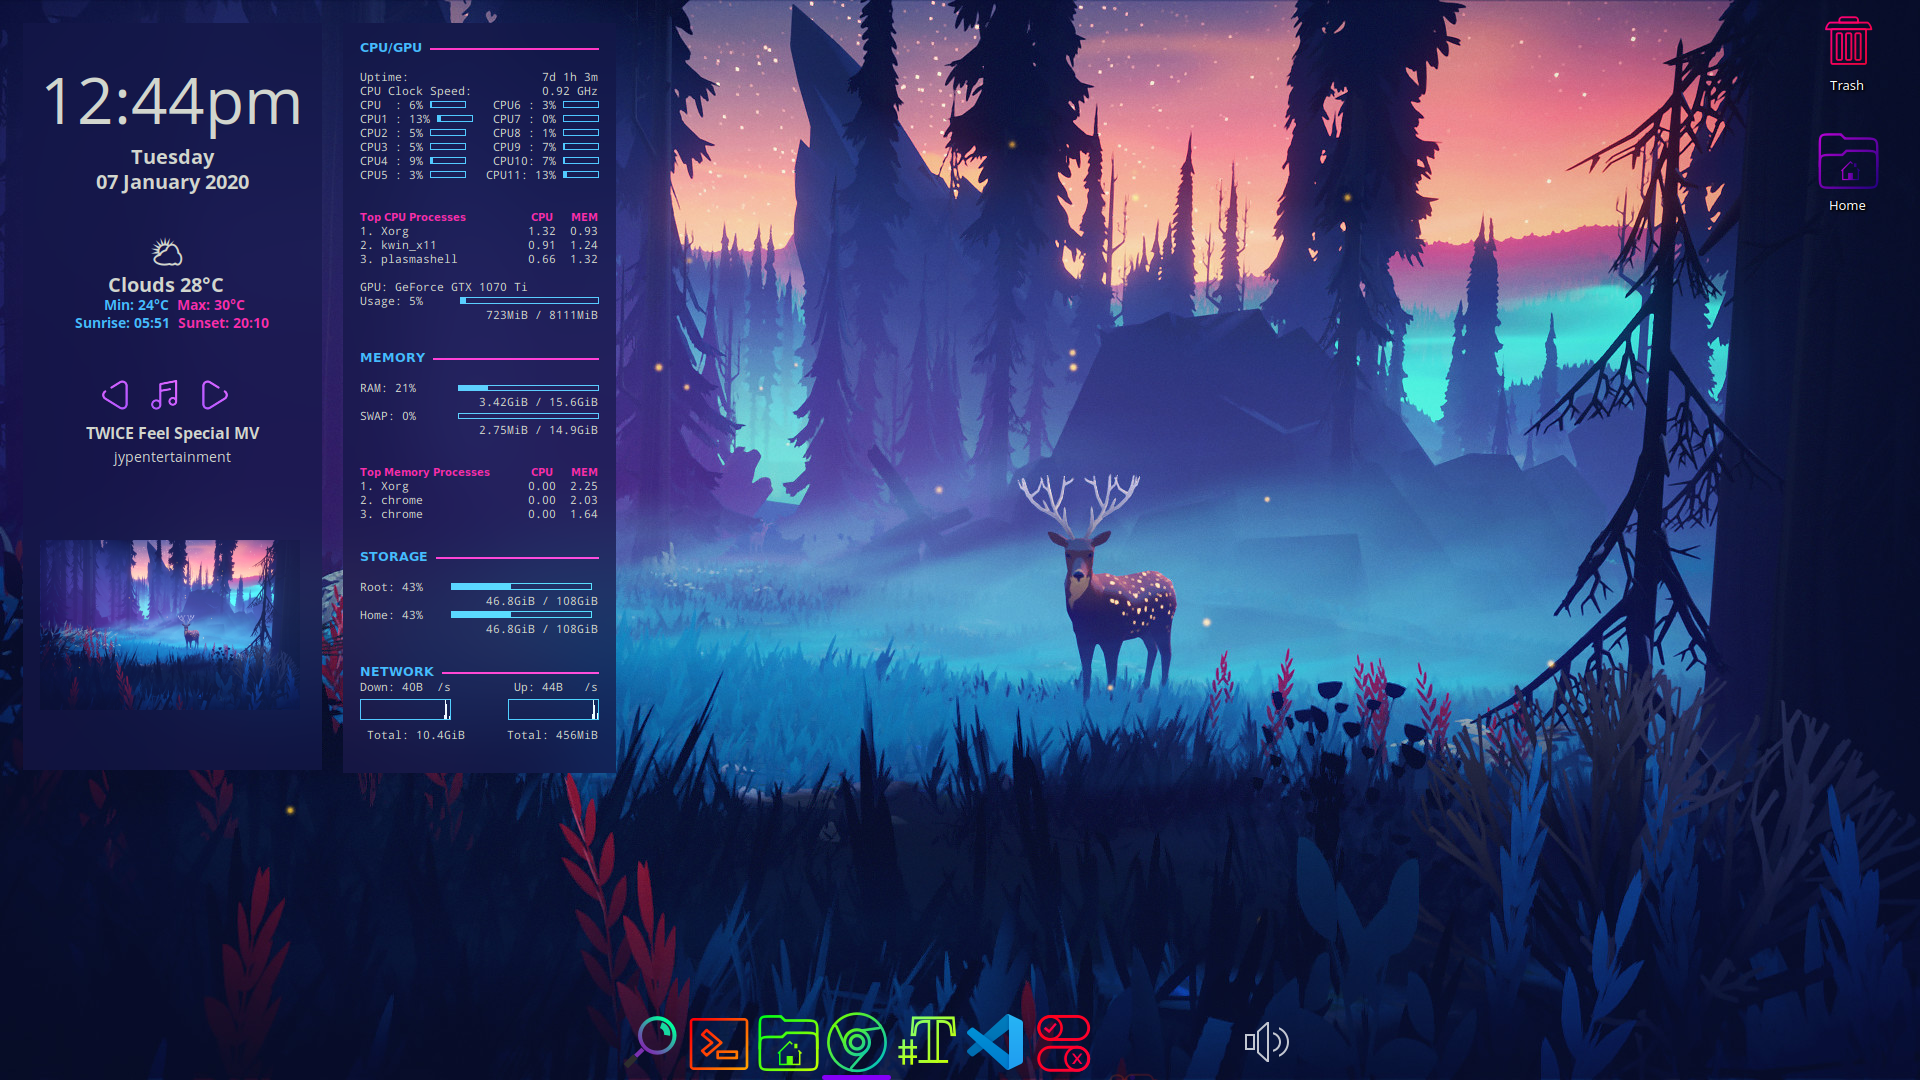 12:44pm
Tuesday
07 January 2020
Clouds 28°C
Min: 24°C Max: 30°C
Sunrise: 05:51 Sunset: 20:10
TWICE Feel Special MV
jypentertainment
CPU/GPU
Uptime: 7d 1h 3m
CPU Clock Speed: 0.92 GHz
CPU : 6% CPU6 : 3%
CPU1 : 13% CPU7 : 0%
CPU2 : 5% CPU8 : 1%
CPU3 : 5% CPU9 : 7%
CPU4 : 9% CPU10: 7%
CPU5 : 3% CPU11: 13%
Top CPU Processes CPU MEM
1. Xorg 1.32 0.93
2. kwin_x11 0.91 1.24
3. plasmashell 0.66 1.32
GPU: GeForce GTX 1070 Ti
Usage: 5%
723MiB / 8111MiB
MEMORY
RAM: 21%
3.42GiB / 15.6GiB
SWAP: 0%
2.75MiB / 14.9GiB
Top Memory Processes CPU MEM
1. Xorg 0.00 2.25
2. chrome 0.00 2.03
3. chrome 0.00 1.64
STORAGE
Root: 43%
46.8GiB / 108GiB
Home: 43%
46.8GiB / 108GiB
NETWORK
Down: 40B /s Up: 44B /s
Total: 10.4GiB Total: 456MiB
Trash
Home
#T